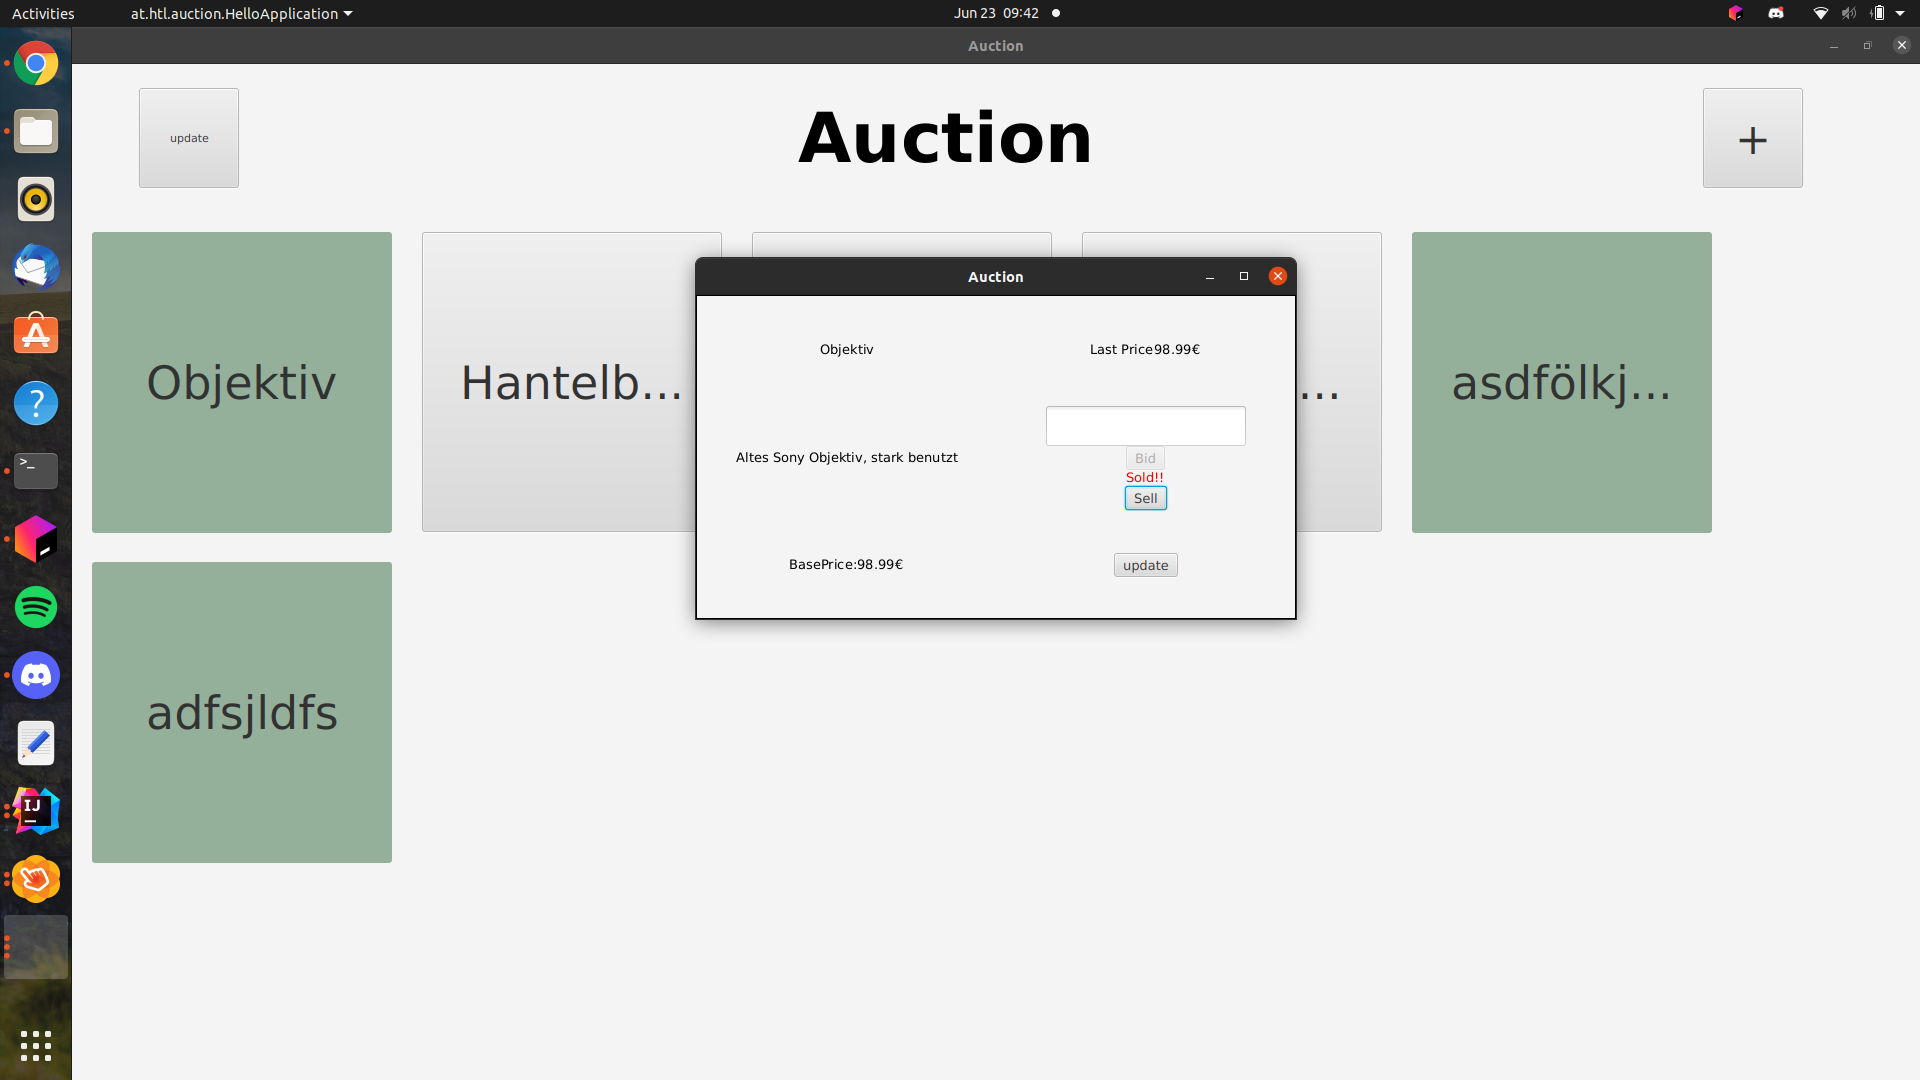 Activities
at.htl.auction.HelloApplication
Jun 23 09:42
Auction
update
Auction
+
Objektiv
Hantelb...
...
asdfölkj...
adfsjldfs
Auction
Objektiv
Last Price98.99€
Altes Sony Objektiv, stark benutzt
Bid
Sold!!
Sell
BasePrice:98.99€
update
>_
?
IJ